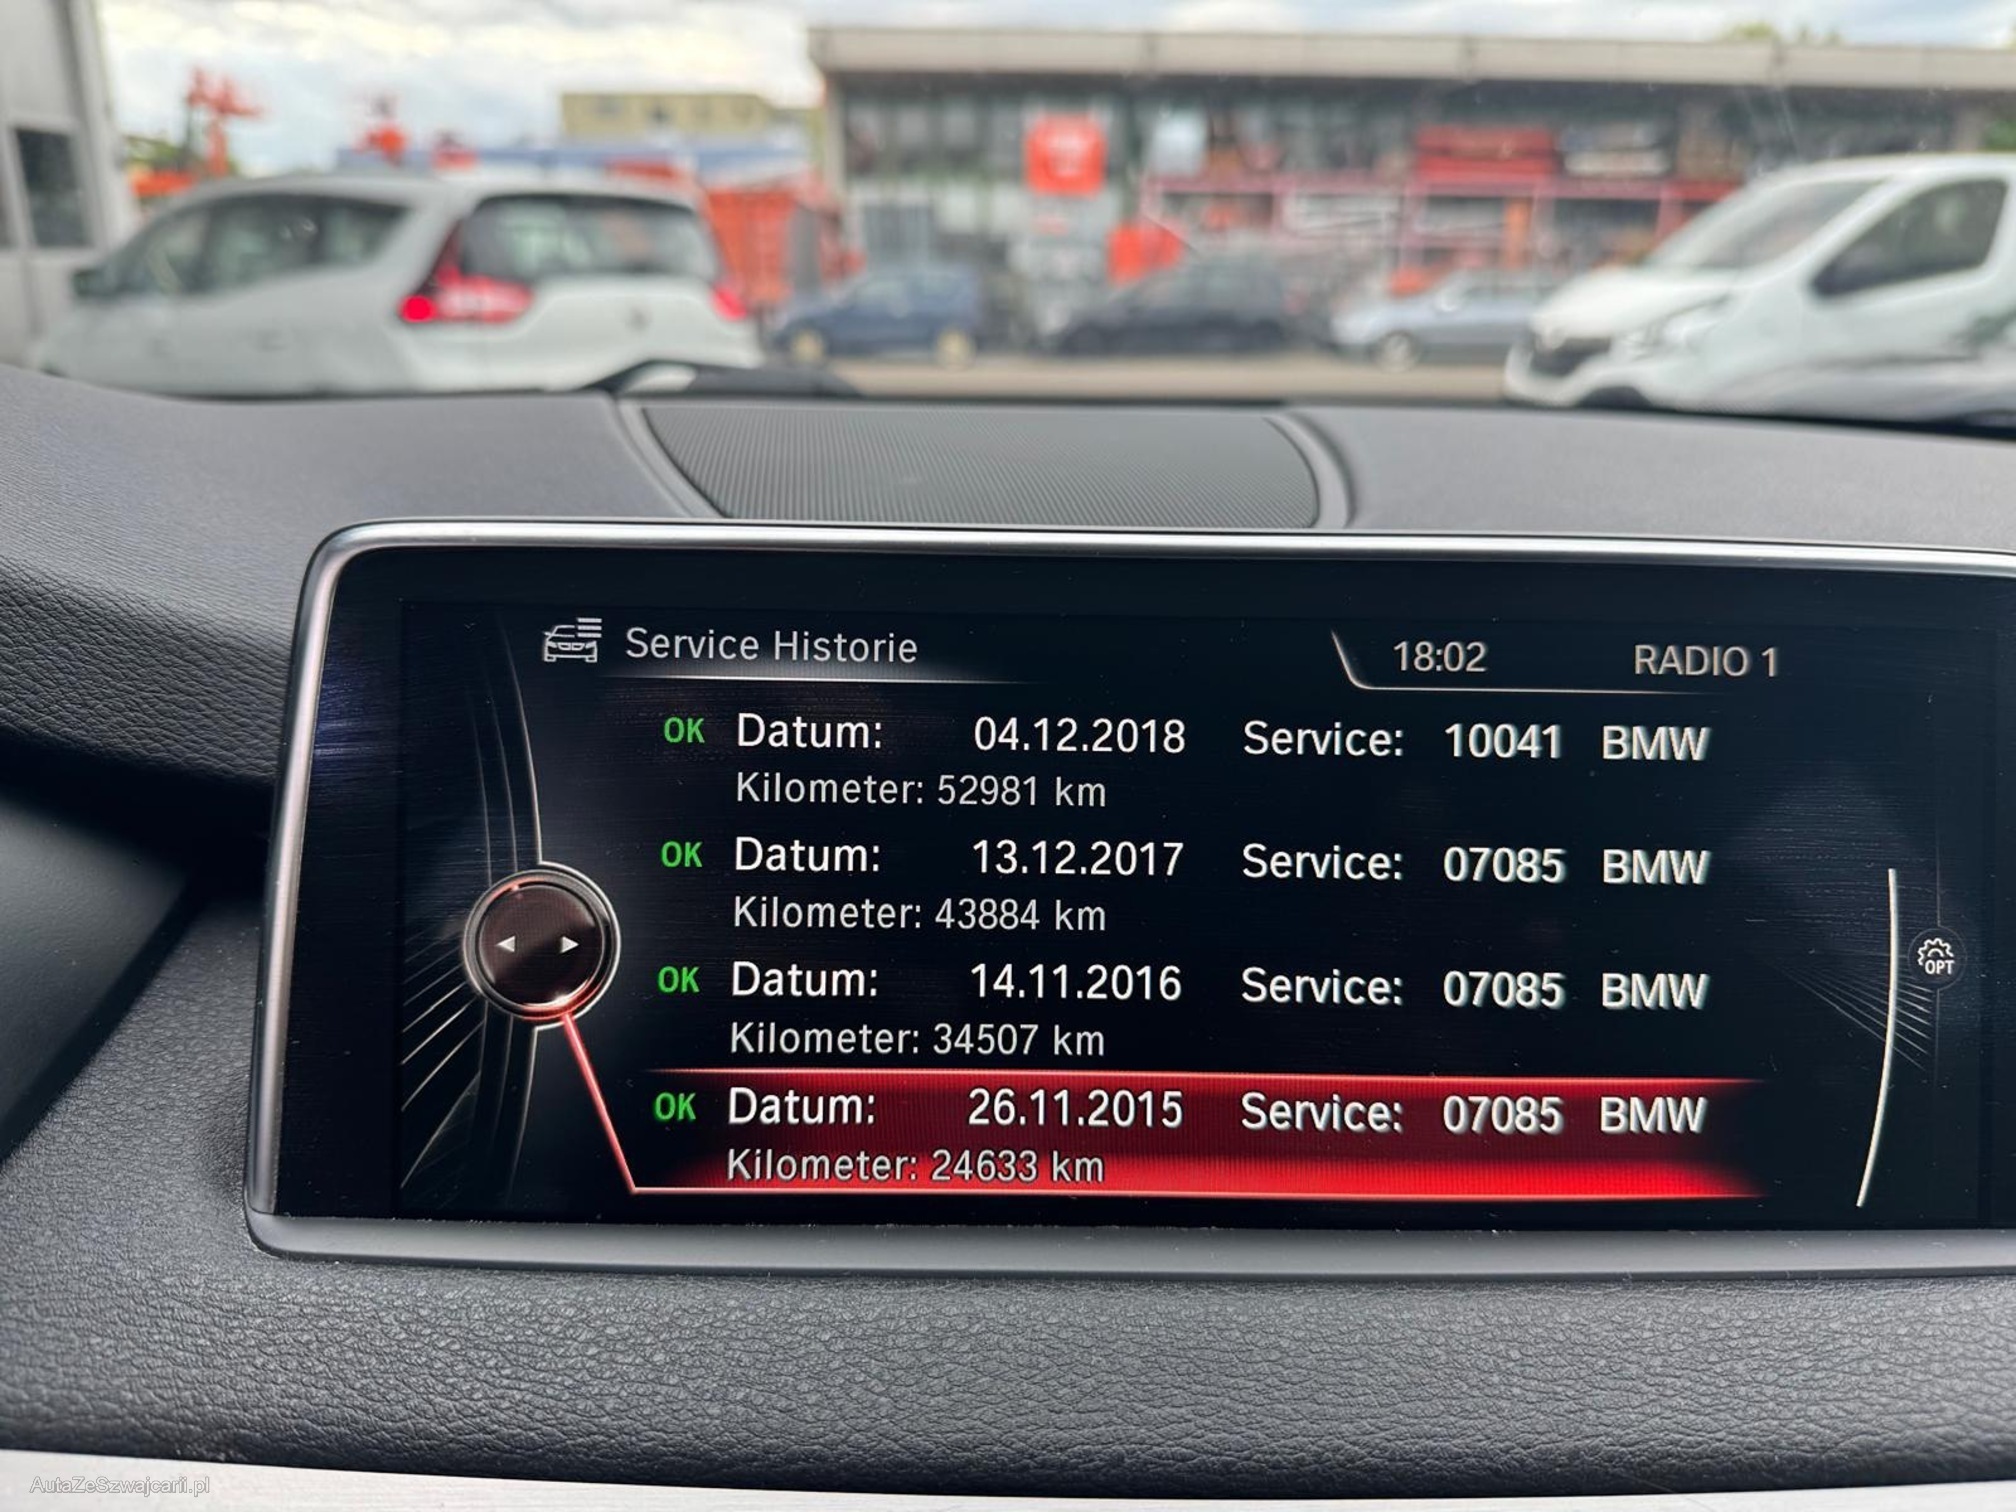 Service Historie 18:02 RADIO 1
OK Datum: 04.12.2018 Service: 10041 BMW
Kilometer: 52981 km
OK Datum: 13.12.2017 Service: 07085 BMW
Kilometer: 43884 km
OK Datum: 14.11.2016 Service: 07085 BMW
Kilometer: 34507 km
OK Datum: 26.11.2015 Service: 07085 BMW
Kilometer: 24633 km
OPT
AutaZeSzwajcarii.pl